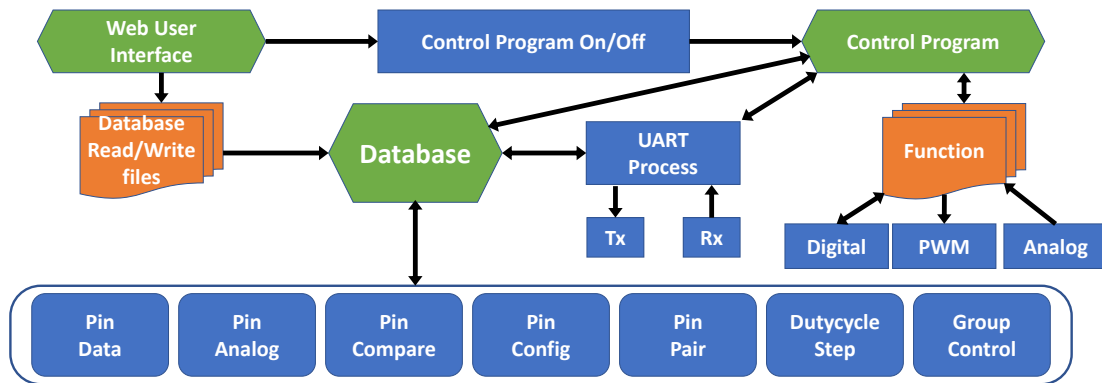 Web User
Interface
Control Program On/Off
Control Program
Database
Read/Write
files
Database
UART
Process
Function
Tx
Rx
Digital
PWM
Analog
Pin
Data
Pin
Analog
Pin
Compare
Pin
Config
Pin
Pair
Dutycycle
Step
Group
Control